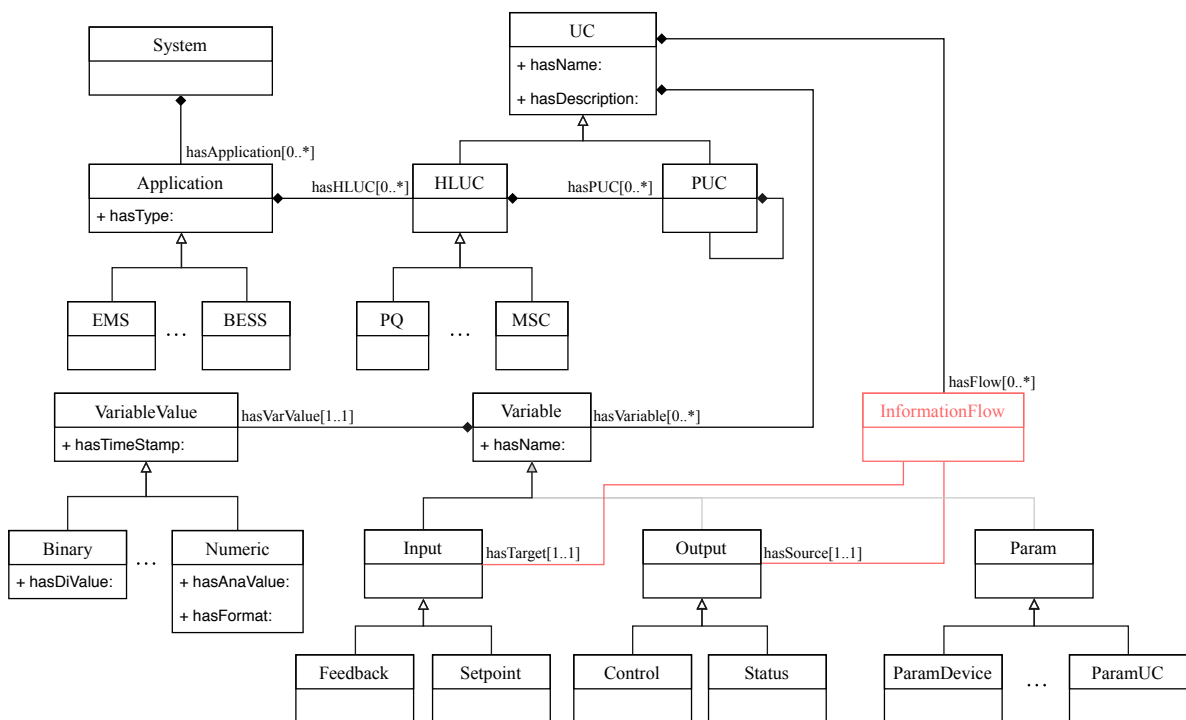 System
UC
+ hasName:
+ hasDescription:
hasApplication[0..*]
Application
+ hasType:
hasHLUC[0..*]
HLUC
hasPUC[0..*]
PUC
EMS
...
BESS
PQ
...
MSC
hasFlow[0..*]
VariableValue
+ hasTimeStamp:
hasVarValue[1..1]
Variable
+ hasName:
hasVariable[0..*]
InformationFlow
Binary
+ hasDiValue:
...
Numeric
+ hasAnaValue:
+ hasFormat:
Input
hasTarget[1..1]
Output
hasSource[1..1]
Param
Feedback
Setpoint
Control
Status
ParamDevice
...
ParamUC